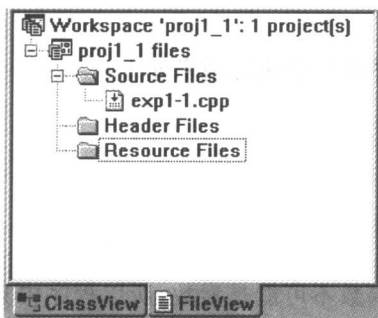 Workspace 'proj1_1': 1 project(s)
proj1_1 files
Source Files
exp1-1.cpp
Header Files
Resource Files
ClassView
FileView